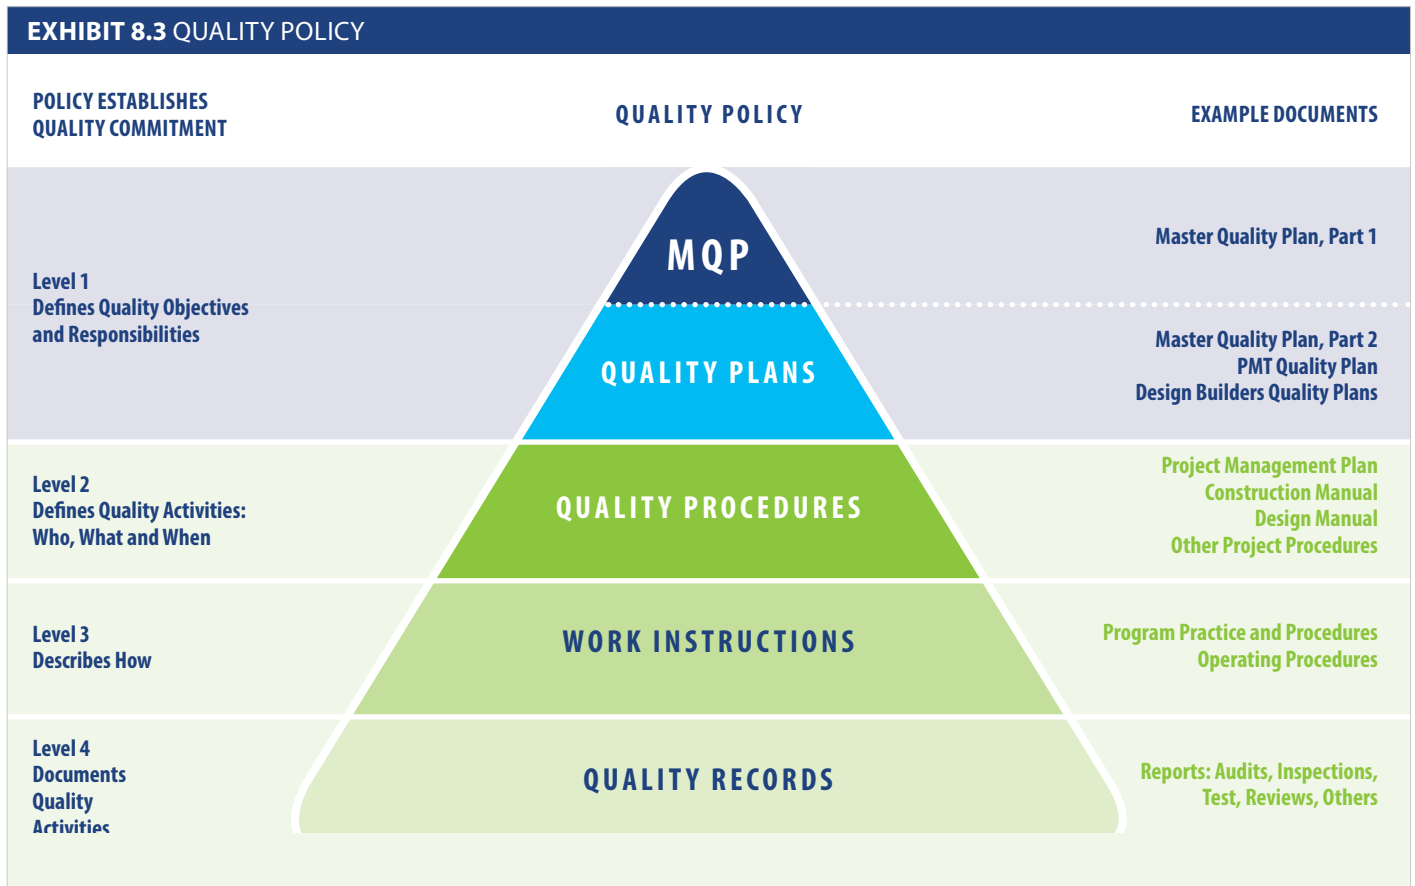 EXHIBIT 8.3 QUALITY POLICY
POLICY ESTABLISHES
QUALITY COMMITMENT
QUALITY POLICY
EXAMPLE DOCUMENTS
Level 1
Defines Quality Objectives
and Responsibilities
MQP
Master Quality Plan, Part 1
QUALITY PLANS
Master Quality Plan, Part 2
PMT Quality Plan
Design Builders Quality Plans
Level 2
Defines Quality Activities:
Who, What and When
QUALITY PROCEDURES
Project Management Plan
Construction Manual
Design Manual
Other Project Procedures
Level 3
Describes How
WORK INSTRUCTIONS
Program Practice and Procedures
Operating Procedures
Level 4
Documents
Quality
Activities
QUALITY RECORDS
Reports: Audits, Inspections,
Test, Reviews, Others